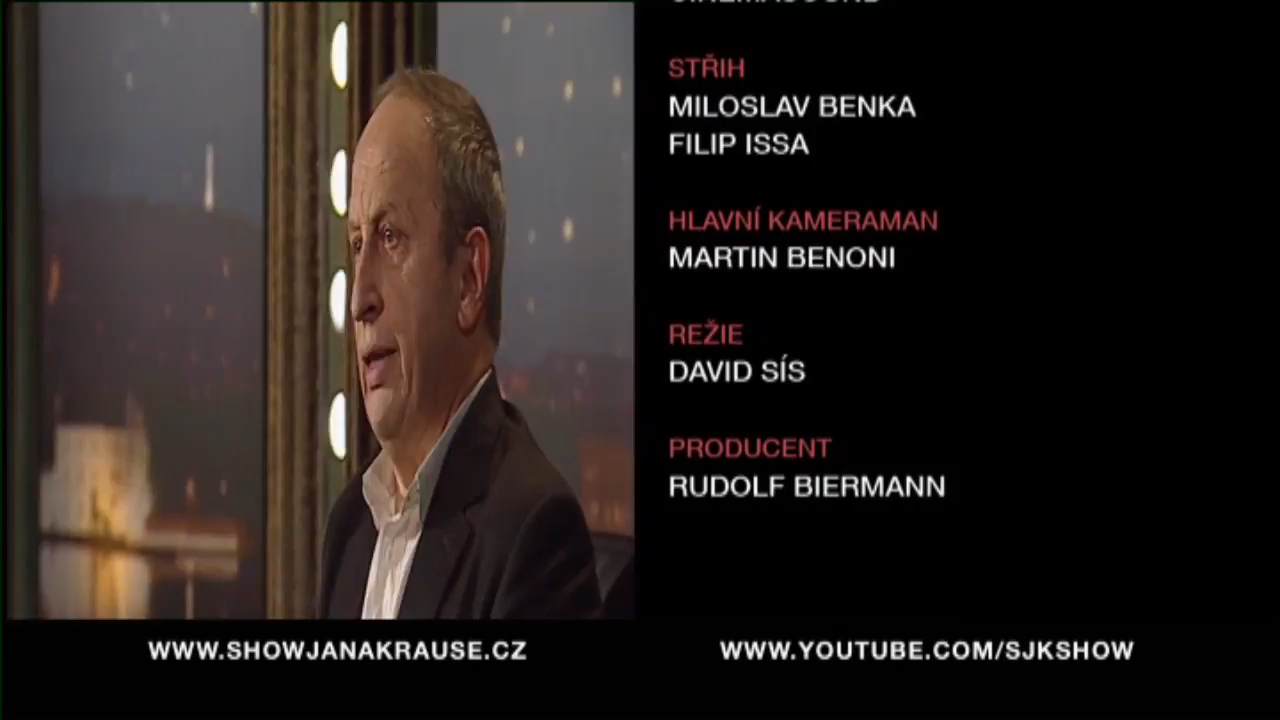 STŘIH
MILOSLAV BENKA
FILIP ISSA
HLAVNÍ KAMERAMAN
MARTIN BENONI
REŽIE
DAVID SÍS
PRODUCENT
RUDOLF BIERMANN
WWW.SHOWJANAKRAUSE.CZ
WWW.YOUTUBE.COM/SJKSHOW